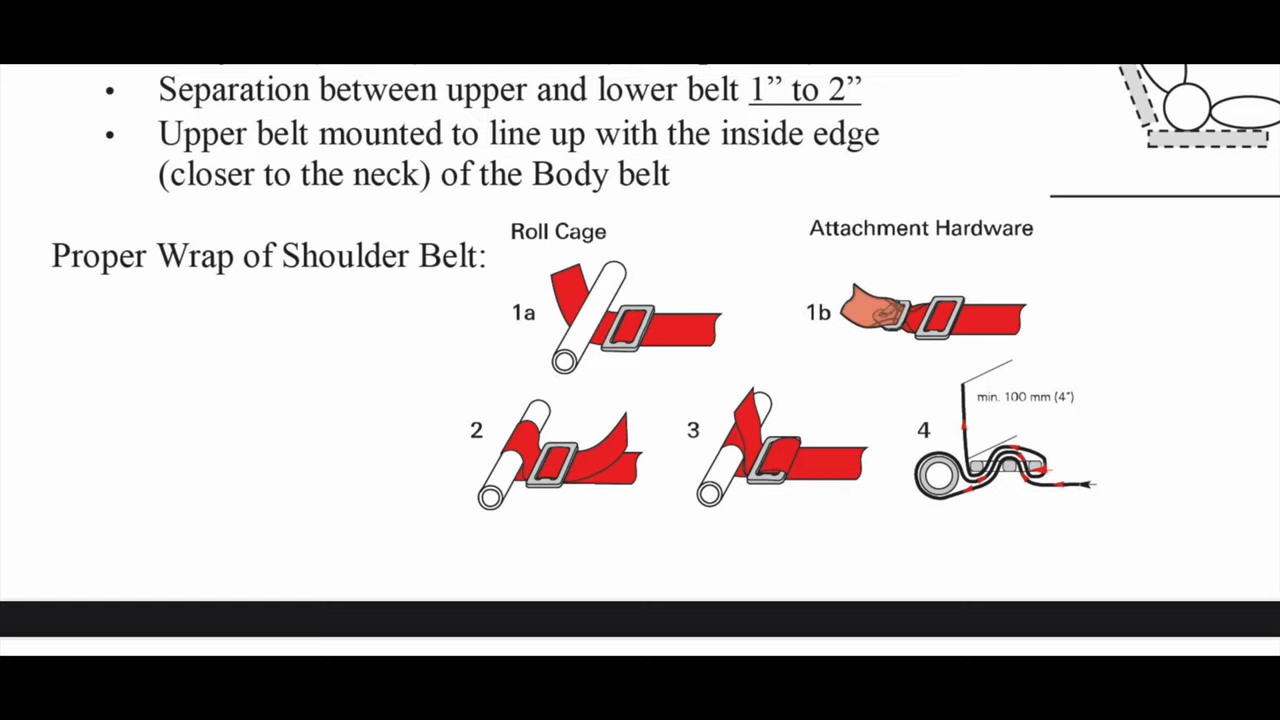 • Separation between upper and lower belt 1” to 2”
• Upper belt mounted to line up with the inside edge
(closer to the neck) of the Body belt
Proper Wrap of Shoulder Belt:
Roll Cage
Attachment Hardware
1a
1b
2
3
4
min. 100 mm (4”)